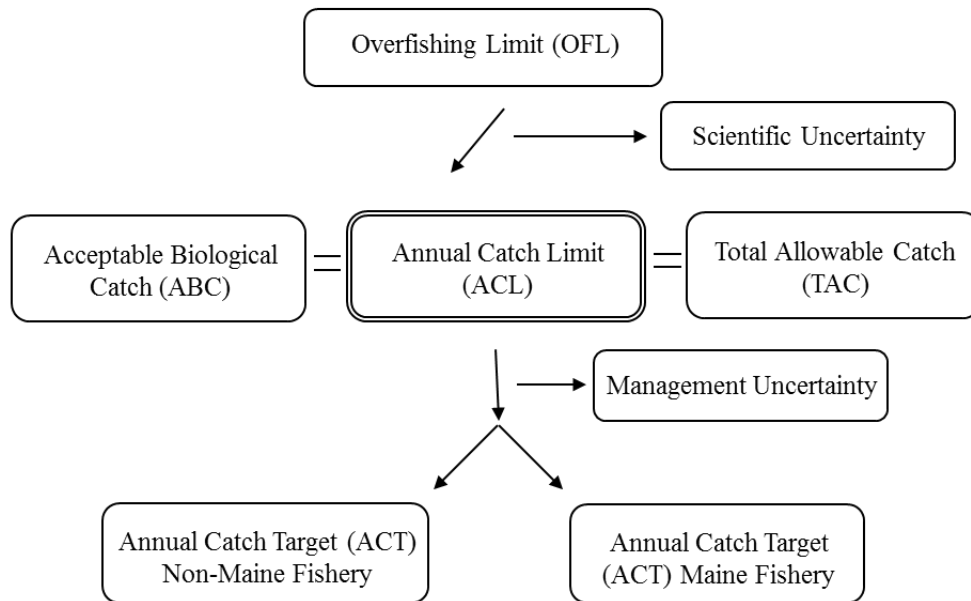 Overfishing Limit (OFL)
Scientific Uncertainty
Acceptable Biological
Catch (ABC)
=
Annual Catch Limit
(ACL)
=
Total Allowable Catch
(TAC)
Management Uncertainty
Annual Catch Target (ACT)
Non-Maine Fishery
Annual Catch Target
(ACT) Maine Fishery